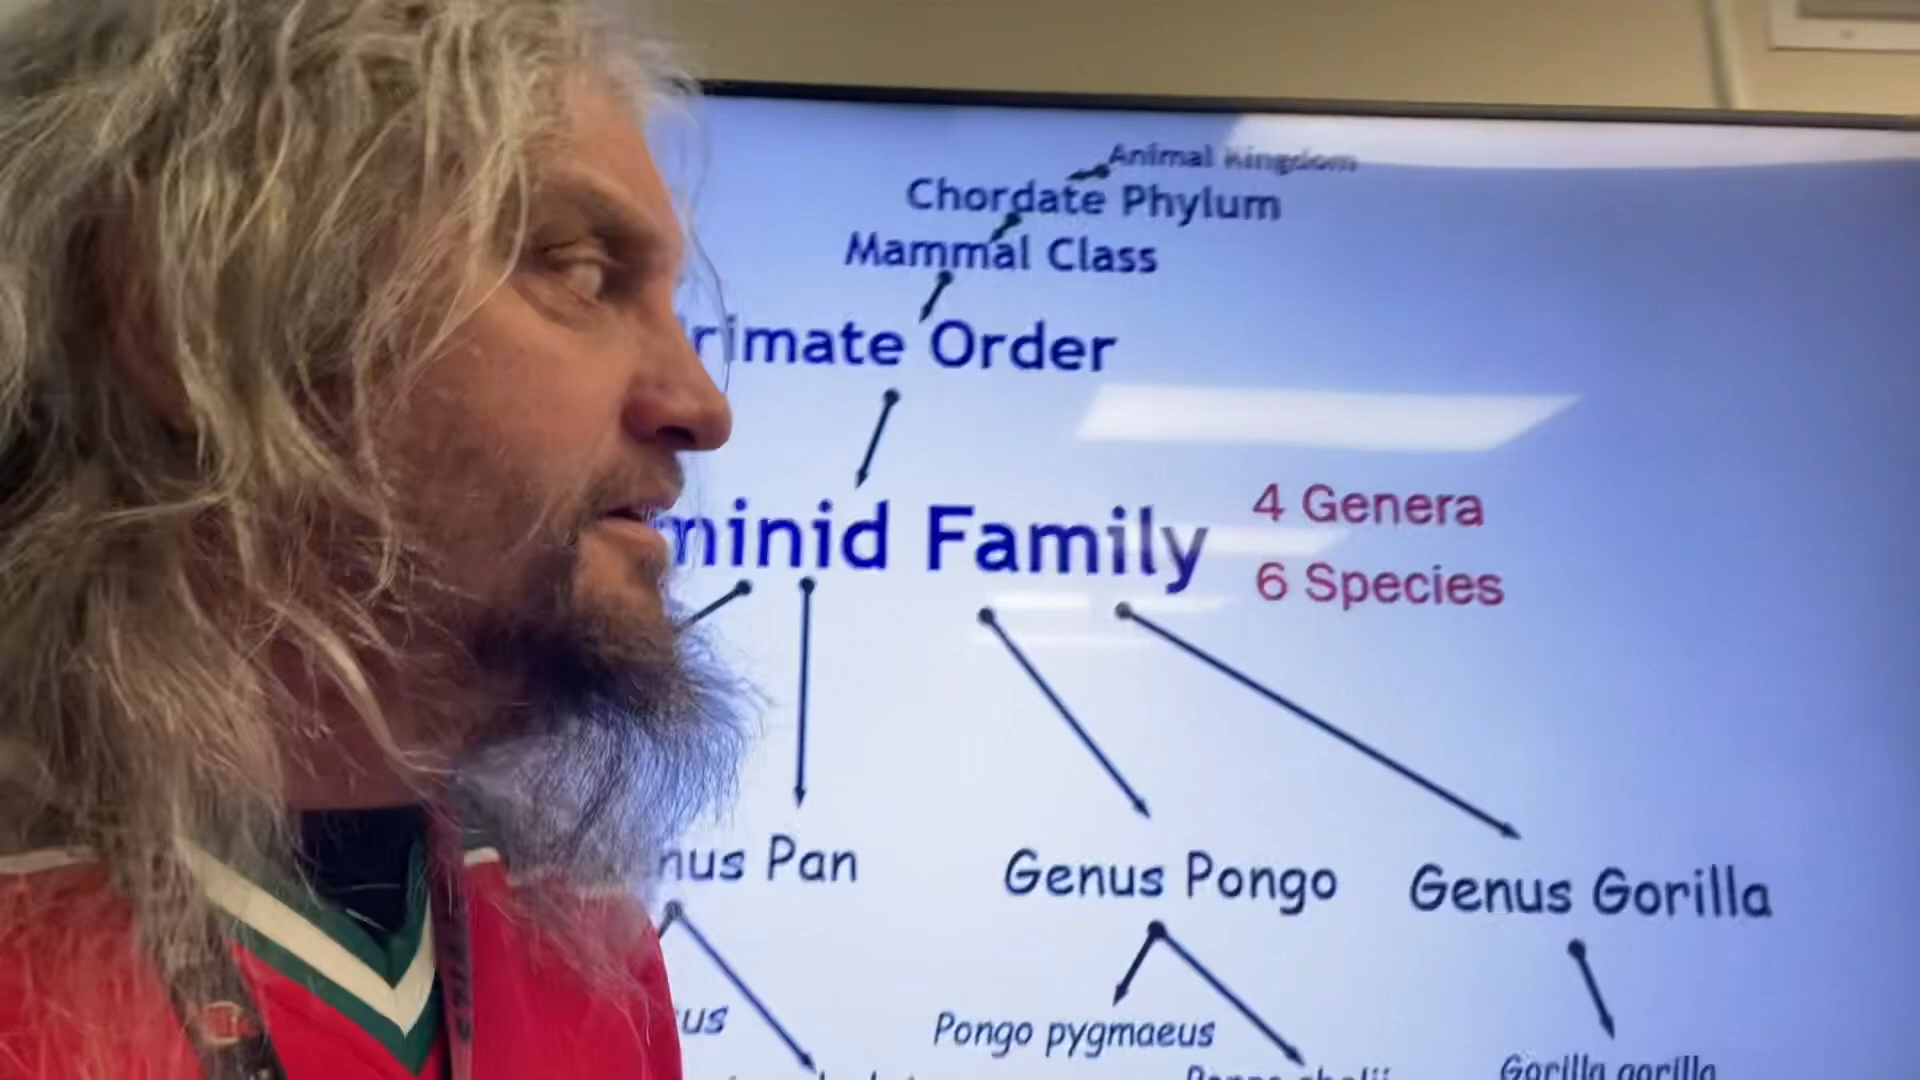 Animal Kingdom
Chordate Phylum
Mammal Class
rimate Order
minid Family
4 Genera
6 Species
nus Pan
Genus Pongo
Genus Gorilla
us
Pongo pygmaeus
Gorilla gorilla